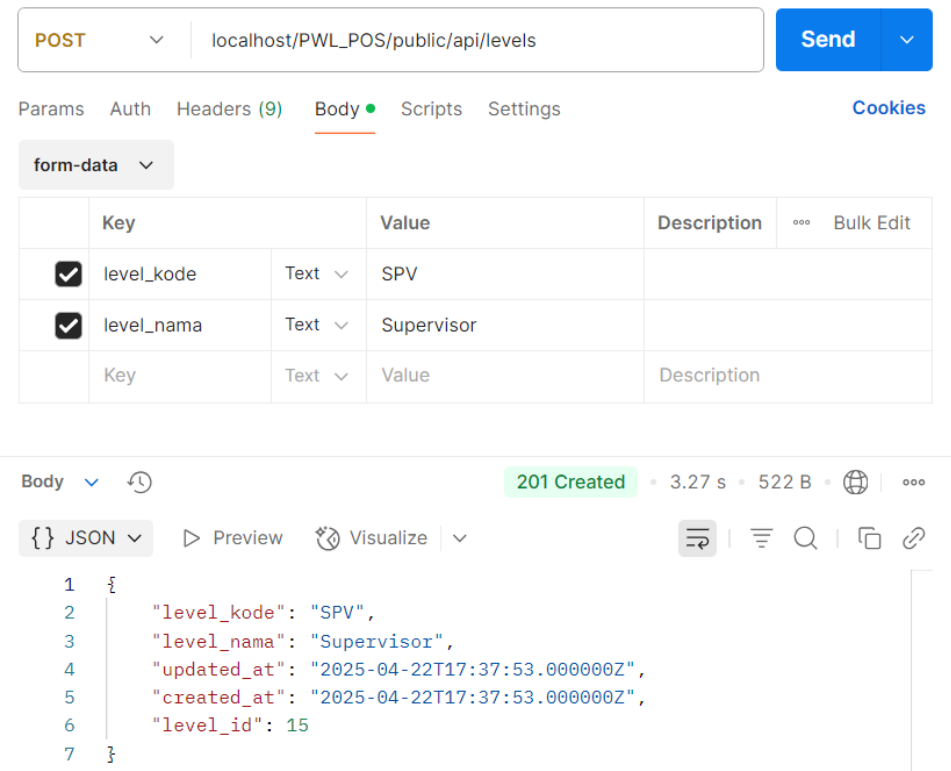 POST localhost/PWL_POS/public/api/levels Send
Params Auth Headers (9) Body Scripts Settings Cookies
form-data
Key Value Description Bulk Edit
level_kode Text SPV
level_nama Text Supervisor
Key Text Value Description
Body 201 Created 3.27 s 522 B
{} JSON Preview Visualize
1 {
2 "level_kode": "SPV",
3 "level_nama": "Supervisor",
4 "updated_at": "2025-04-22T17:37:53.000000Z",
5 "created_at": "2025-04-22T17:37:53.000000Z",
6 "level_id": 15
7 }